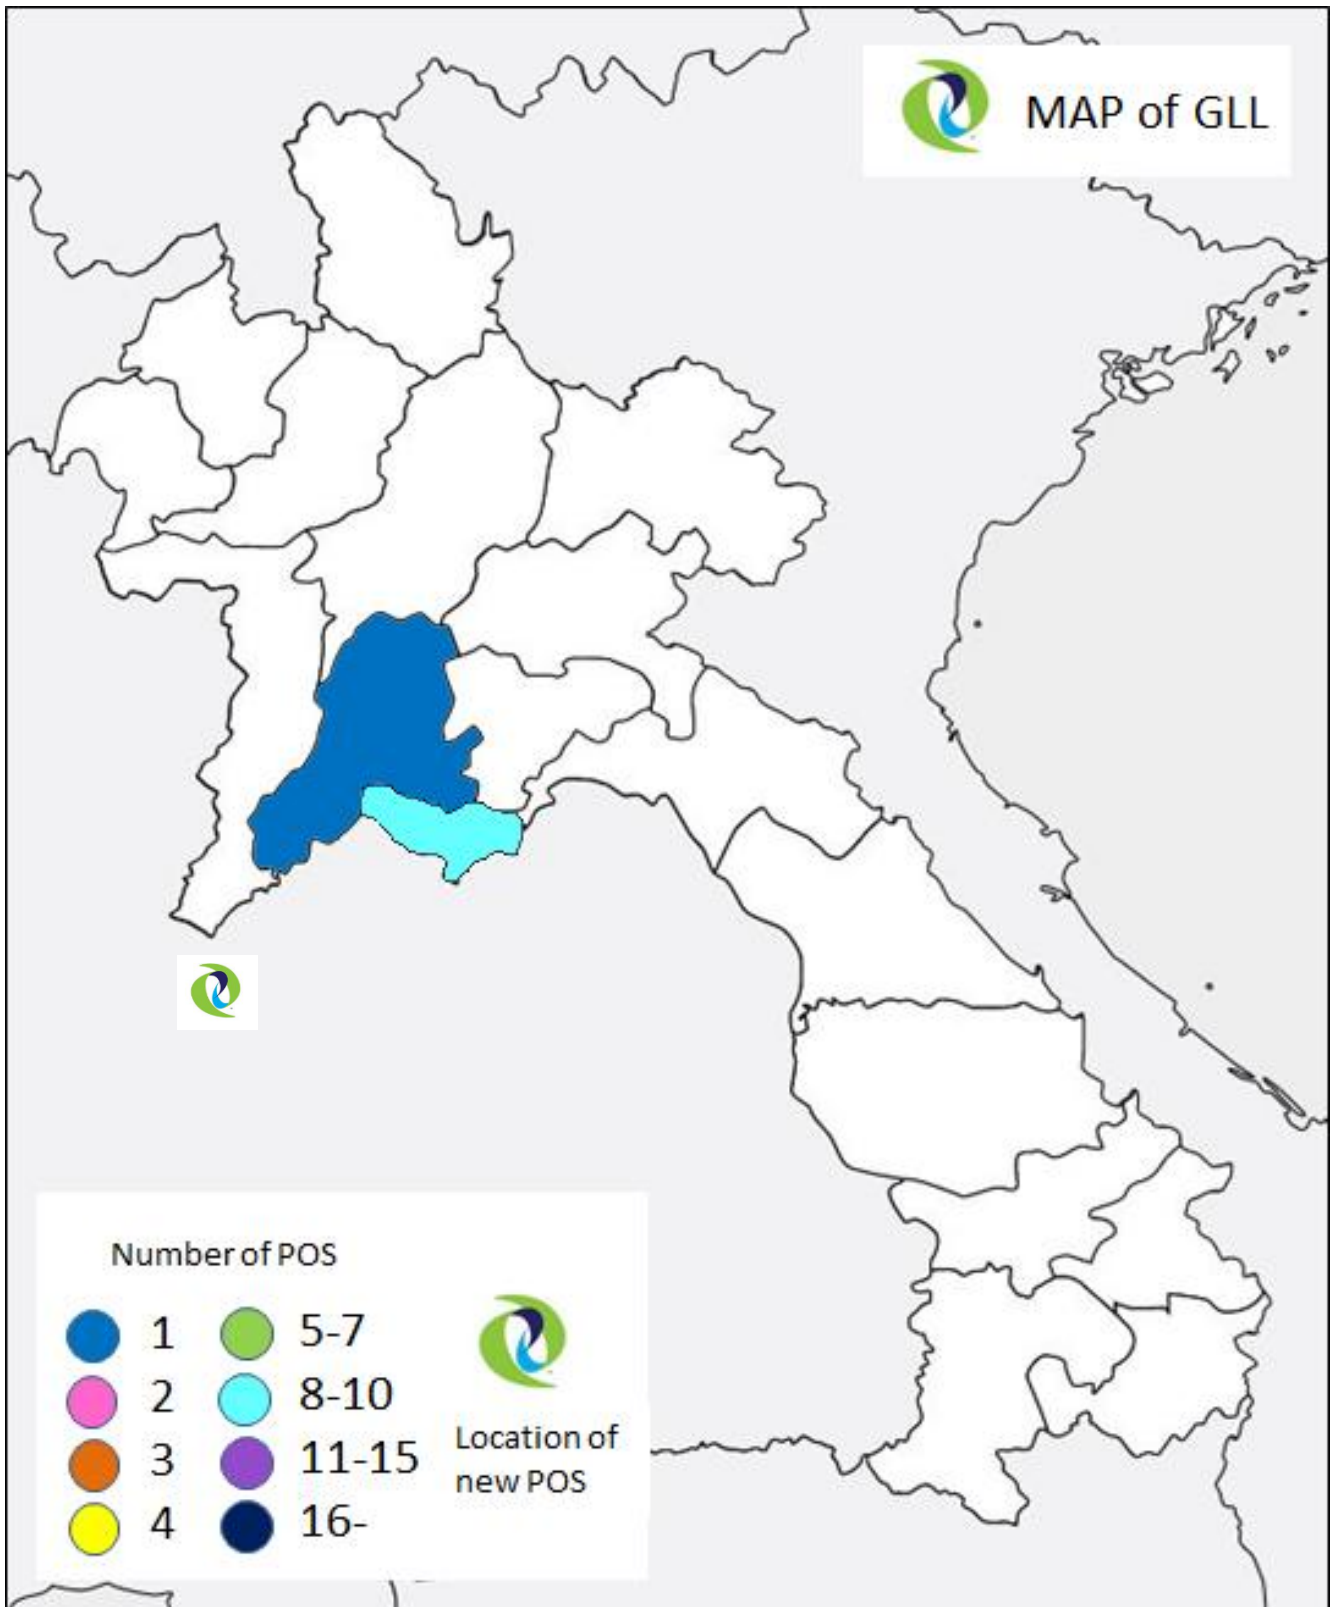 MAP of GLL
Number of POS
1
5-7
2
8-10
3
11-15
4
16-
Location of
new POS